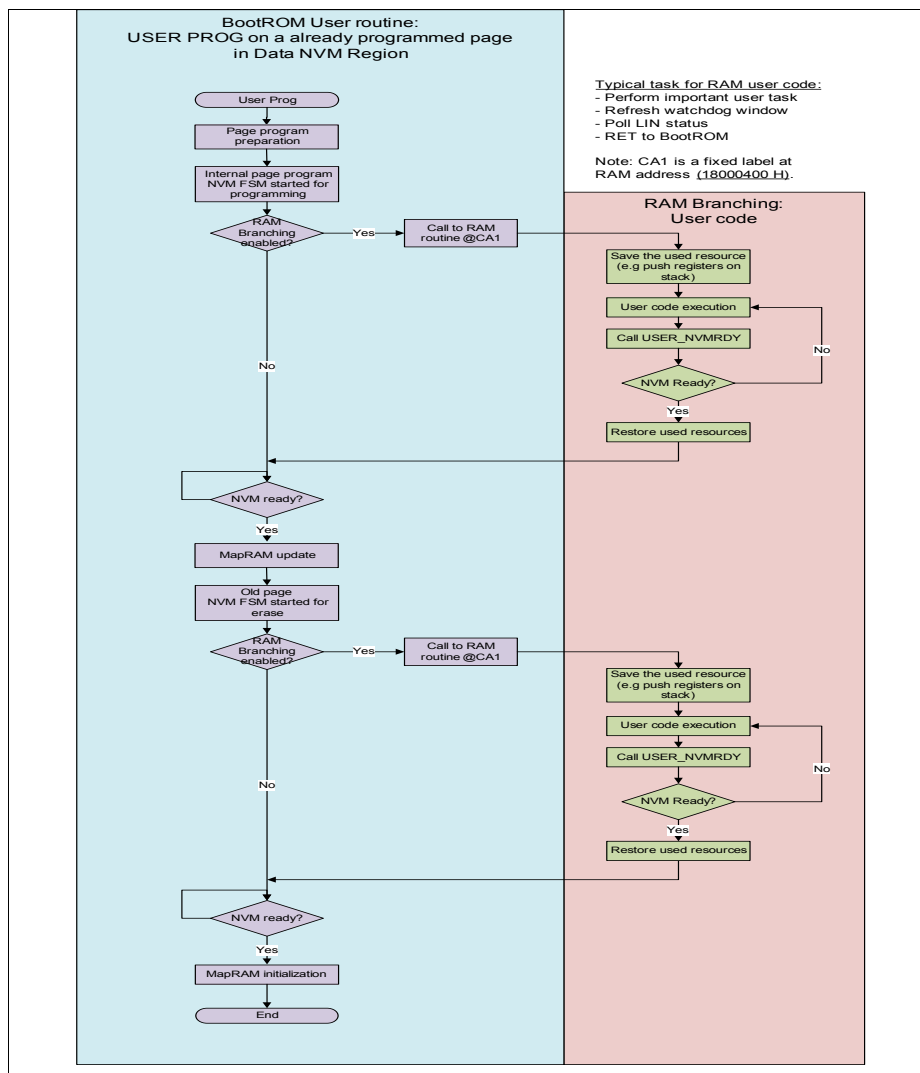 BootROM User routine:
USER PROG on a already programmed page
in Data NVM Region
Typical task for RAM user code:
- Perform important user task
- Refresh watchdog window
- Poll LIN status
- RET to BootROM
Note: CA1 is a fixed label at
RAM address (18000400 H).
User Prog
Page program
preparation
Internal page program
NVM FSM started for
programming
RAM
Branching
enabled?
Yes
Call to RAM
routine @CA1
RAM Branching:
User code
Save the used resource
(e.g push registers on
stack)
User code execution
Call USER_NVMRDY
No
NVM Ready?
Yes
Restore used resources
No
NVM ready?
Yes
MapRAM update
Old page
NVM FSM started for
erase
RAM
Branching
enabled?
Yes
Call to RAM
routine @CA1
Save the used resource
(e.g push registers on
stack)
User code execution
Call USER_NVMRDY
No
NVM Ready?
Yes
Restore used resources
No
NVM ready?
Yes
MapRAM initialization
End